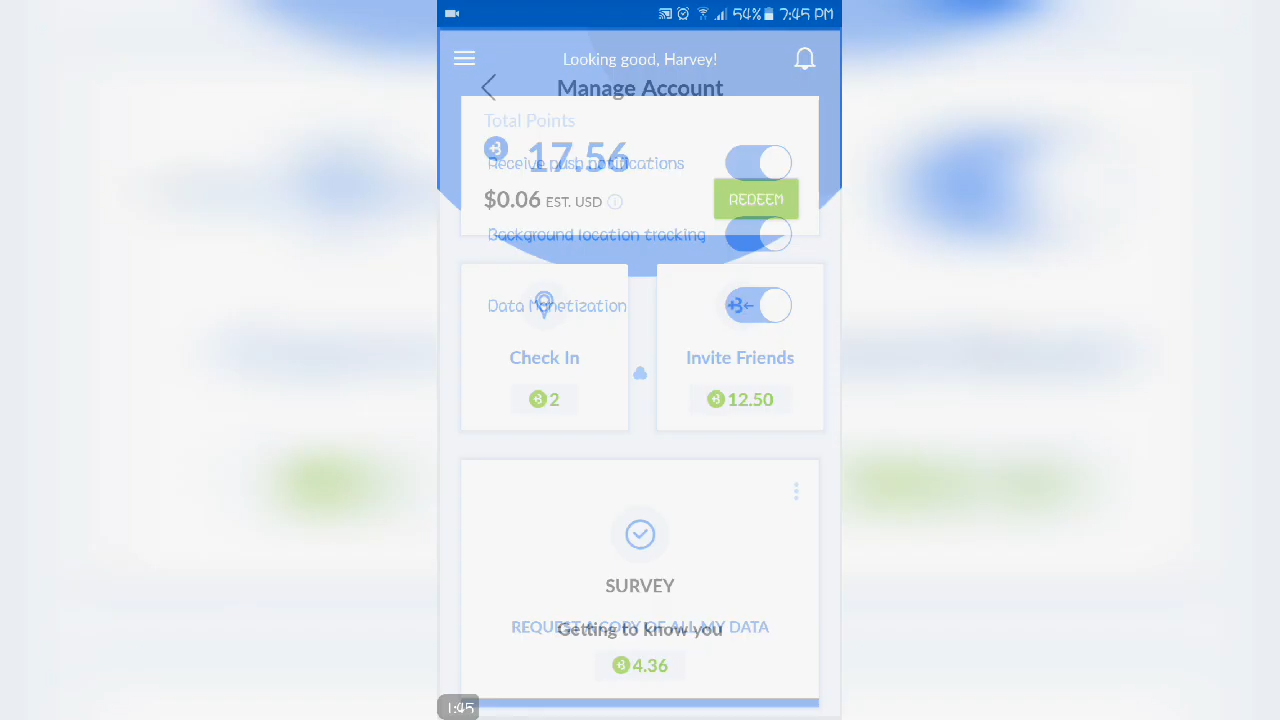 54% 7:45 PM
Looking good, Harvey!
Manage Account
Total Points
17.56
Receive push notifications
$0.06 EST. USD
REDEEM
Background location tracking
Data Monetization
Check In
Invite Friends
2
12.50
SURVEY
REQUEST A COPY OF ALL MY DATA
Getting to know you
4.36
1:45